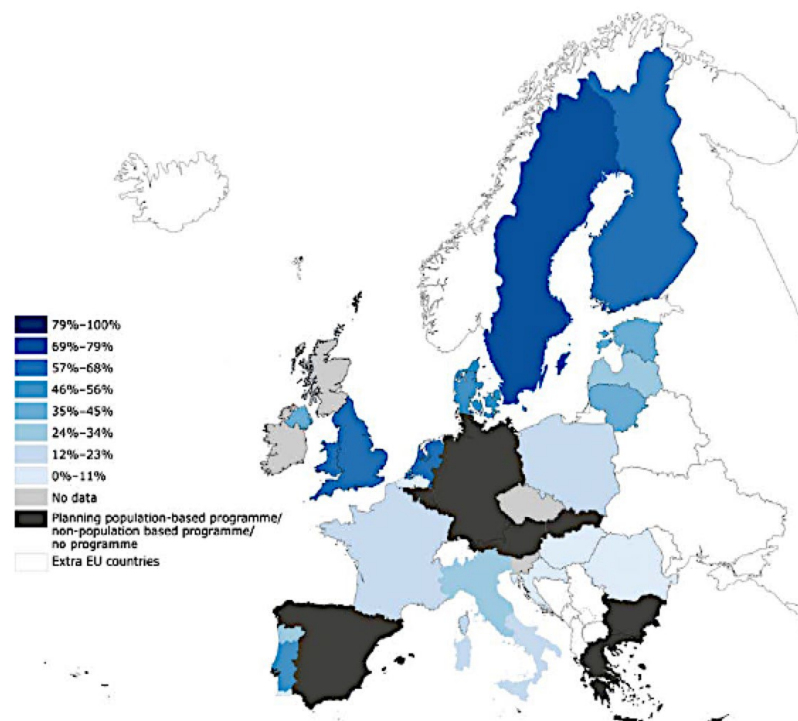 79%–100%
69%–79%
57%–68%
46%–56%
35%–45%
24%–34%
12%–23%
0%–11%
No data
Planning population-based programme/
non-population based programme/
no programme
Extra EU countries